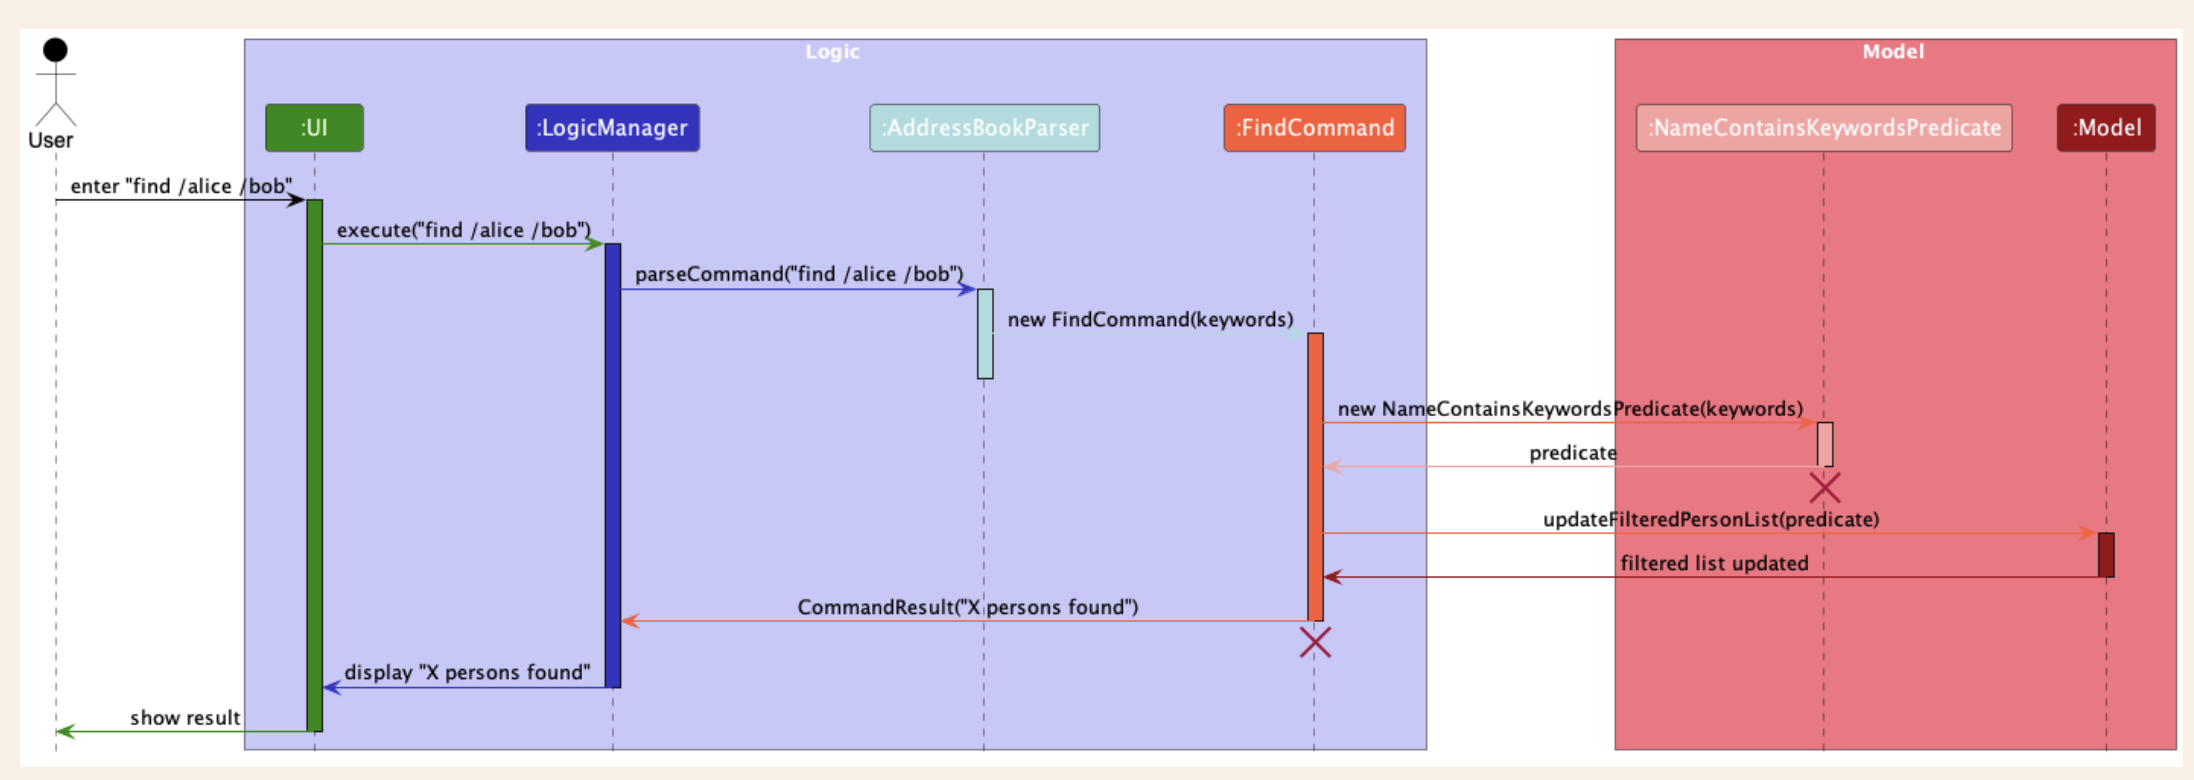 Logic
Model
User
:UI
:LogicManager
:AddressBookParser
:FindCommand
:NameContainsKeywordsPredicate
:Model
enter "find /alice /bob"
execute("find /alice /bob")
parseCommand("find /alice /bob")
new FindCommand(keywords)
new NameContainsKeywordsPredicate(keywords)
predicate
updateFilteredPersonList(predicate)
filtered list updated
CommandResult("X persons found")
display "X persons found"
show result